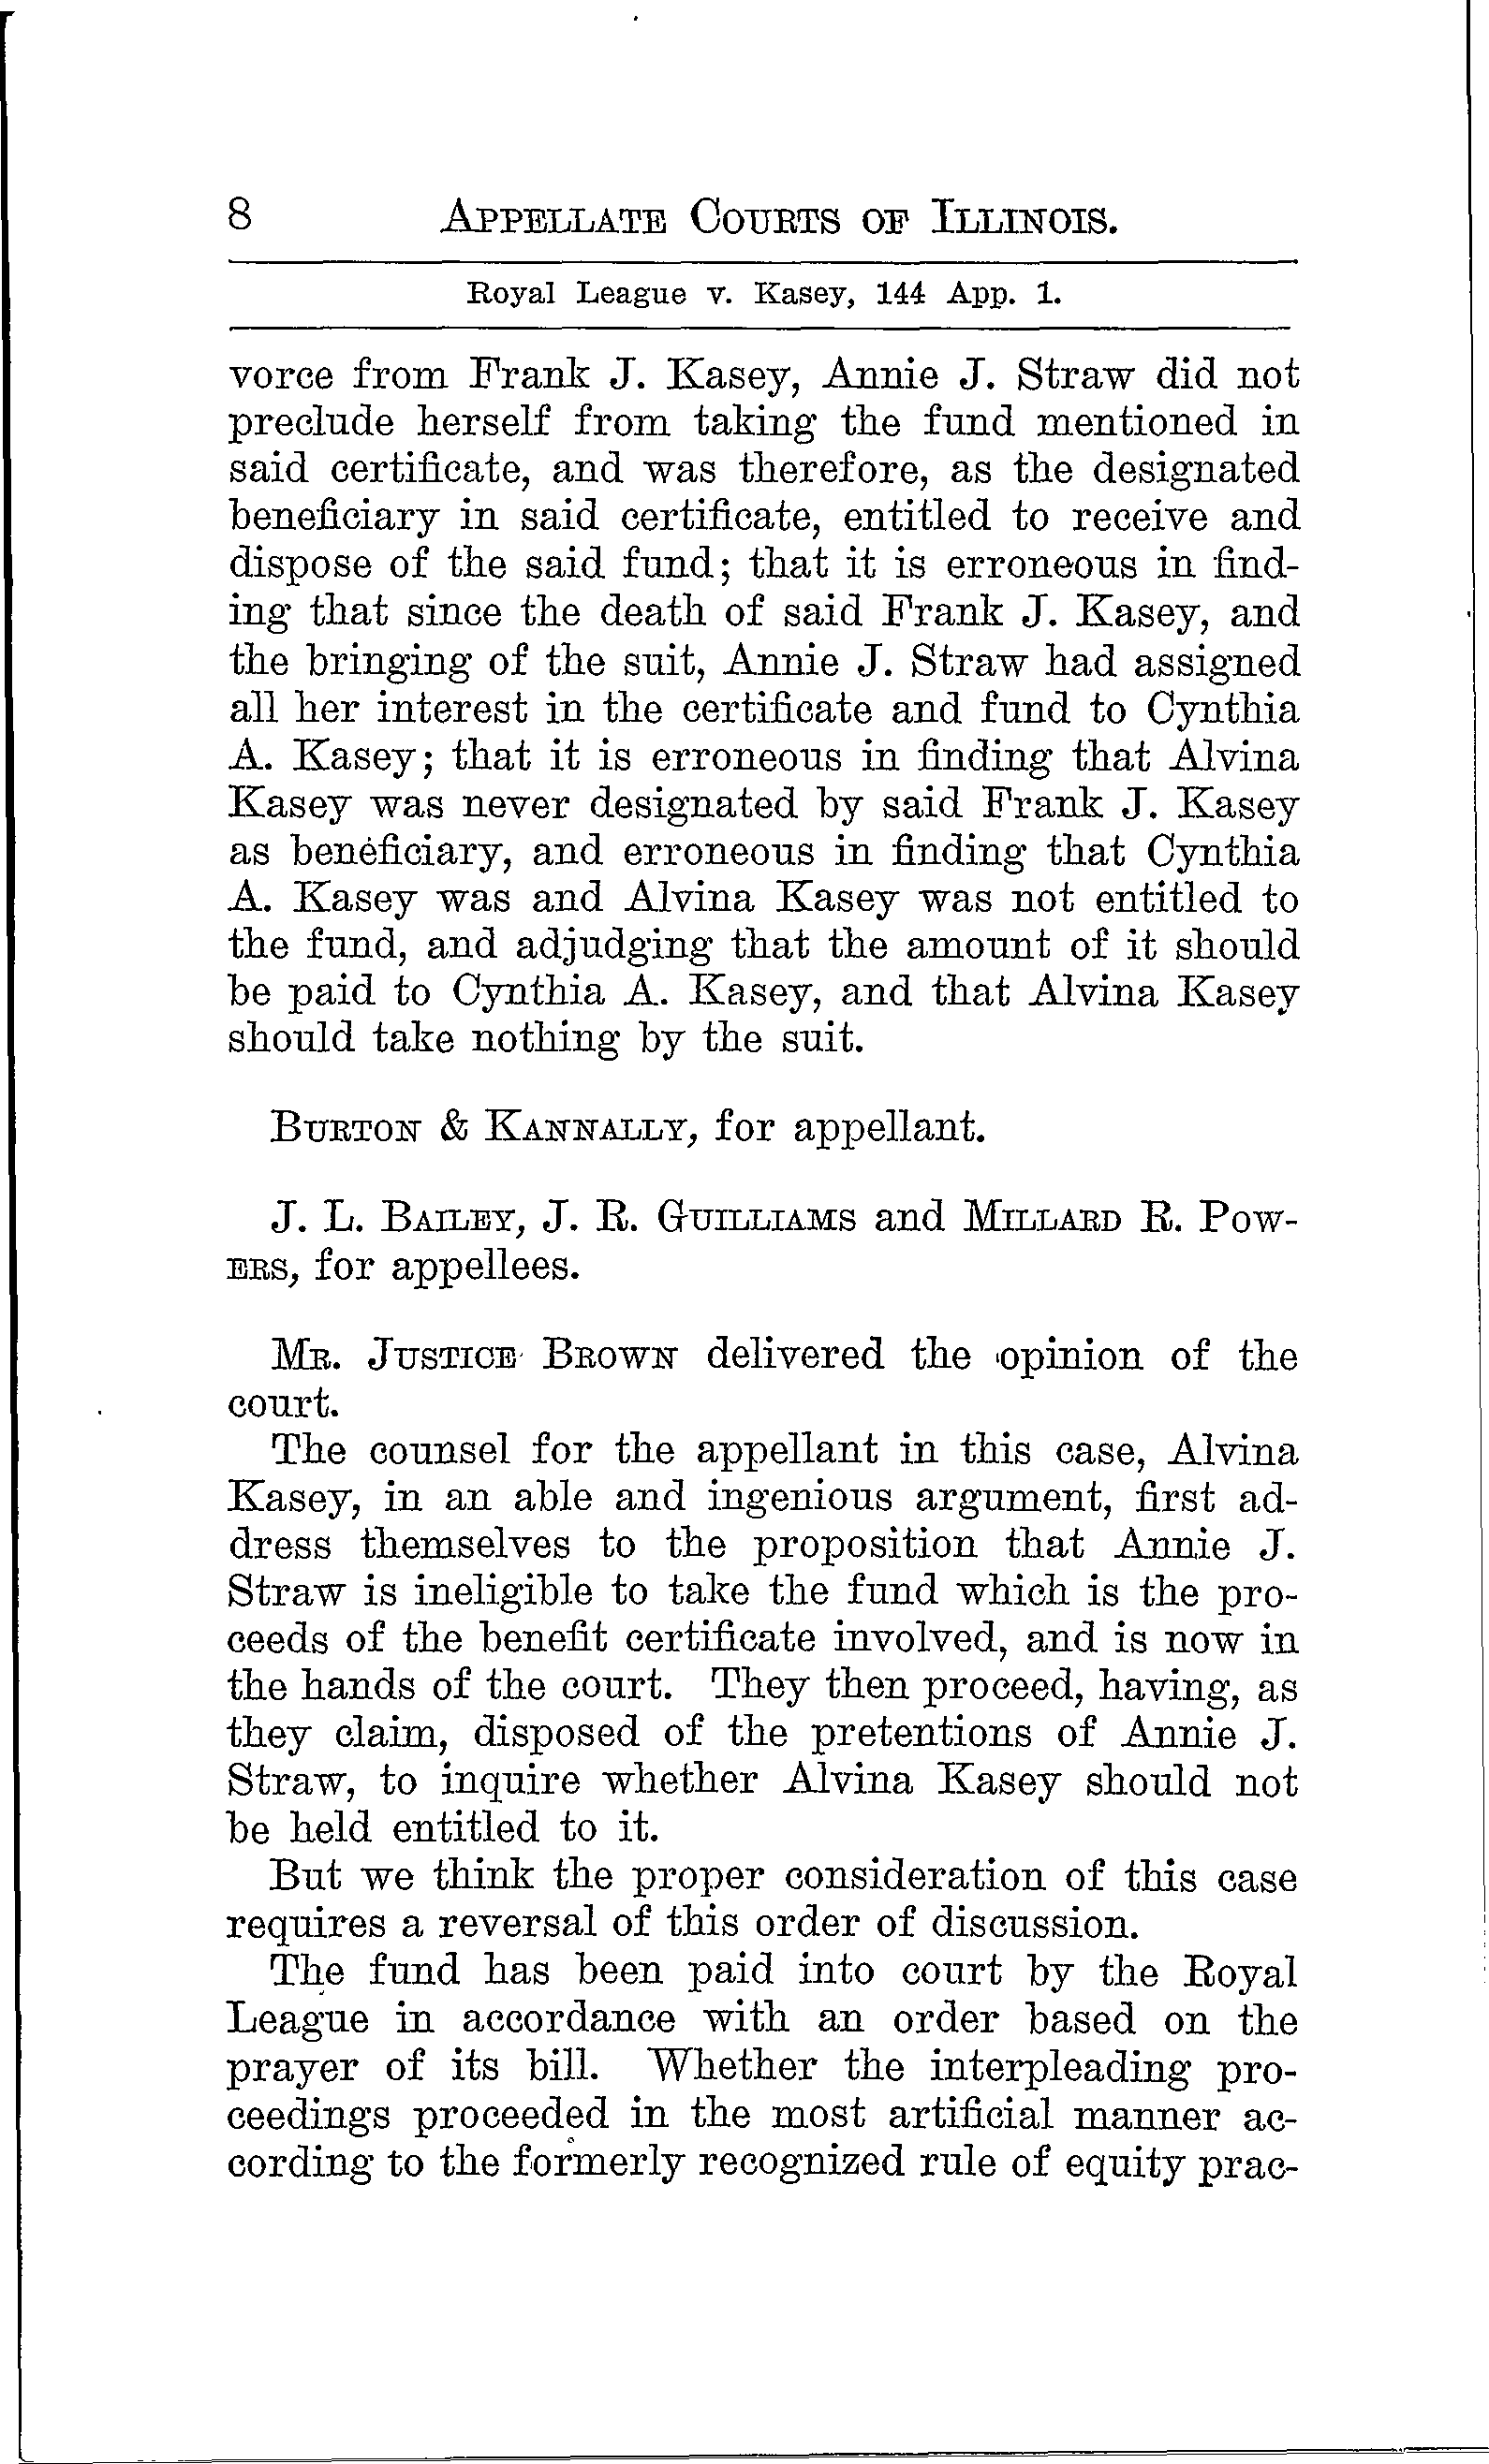 8 APPELLATE COURTS OF ILLINOIS.
Royal League v. Kasey, 144 App. 1.
vorce from Frank J. Kasey, Annie J. Straw did not
preclude herself from taking the fund mentioned in
said certificate, and was therefore, as the designated
beneficiary in said certificate, entitled to receive and
dispose of the said fund; that it is erroneous in find-
ing that since the death of said Frank J. Kasey, and
the bringing of the suit, Annie J. Straw had assigned
all her interest in the certificate and fund to Cynthia
A. Kasey; that it is erroneous in finding that Alvina
Kasey was never designated by said Frank J. Kasey
as beneficiary, and erroneous in finding that Cynthia
A. Kasey was and Alvina Kasey was not entitled to
the fund, and adjudging that the amount of it should
be paid to Cynthia A. Kasey, and that Alvina Kasey
should take nothing by the suit.
BURTON & KANNALLY, for appellant.
J. L. BAILEY, J. R. GUILLIAMS and MILLARD R. POW-
ERS, for appellees.
MR. JUSTICE BROWN delivered the opinion of the
court.
The counsel for the appellant in this case, Alvina
Kasey, in an able and ingenious argument, first ad-
dress themselves to the proposition that Annie J.
Straw is ineligible to take the fund which is the pro-
ceeds of the benefit certificate involved, and is now in
the hands of the court. They then proceed, having, as
they claim, disposed of the pretentions of Annie J.
Straw, to inquire whether Alvina Kasey should not
be held entitled to it.
But we think the proper consideration of this case
requires a reversal of this order of discussion.
The fund has been paid into court by the Royal
League in accordance with an order based on the
prayer of its bill. Whether the interpleading pro-
ceedings proceeded in the most artificial manner ac-
cording to the formerly recognized rule of equity prac-